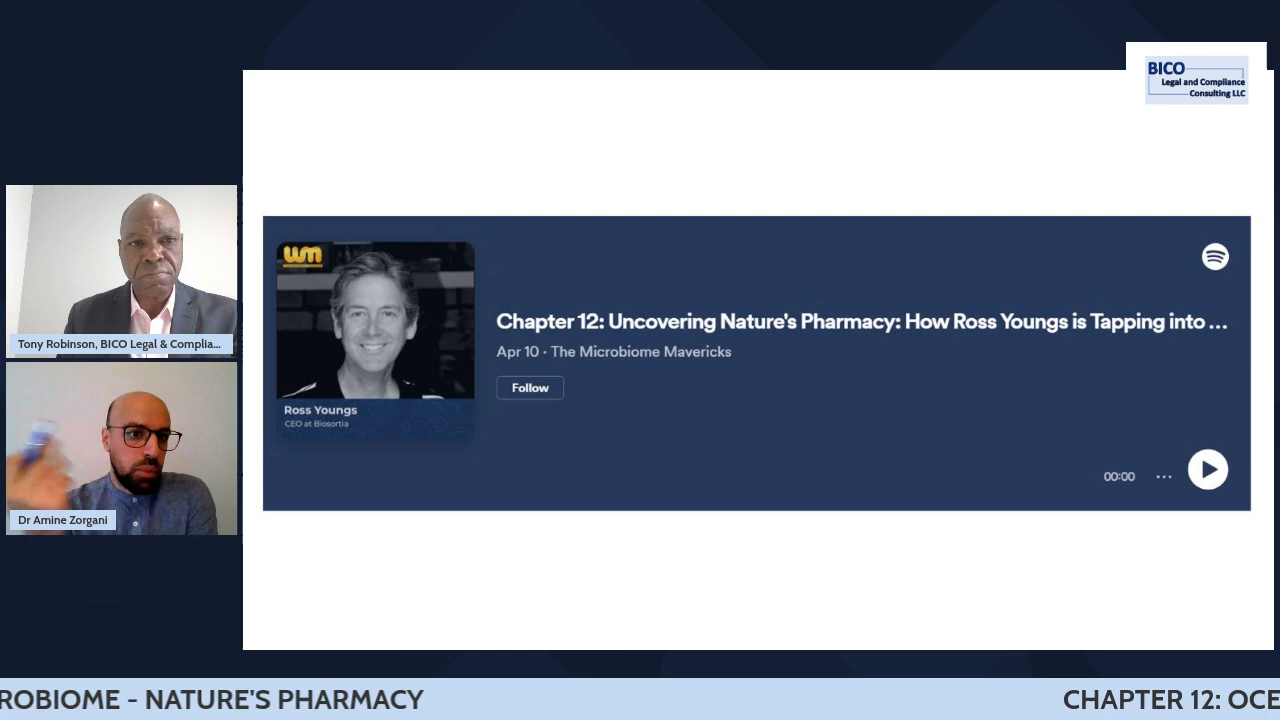 BICO
Legal and Compliance
Consulting LLC
Tony Robinson, BICO Legal & Complia...
Dr Amine Zorgani
wm
Ross Youngs
CEO at Biosortia
Chapter 12: Uncovering Nature's Pharmacy: How Ross Youngs is Tapping into ...
Apr 10 · The Microbiome Mavericks
Follow
00:00
ROBIOME - NATURE'S PHARMACY
CHAPTER 12: OCE